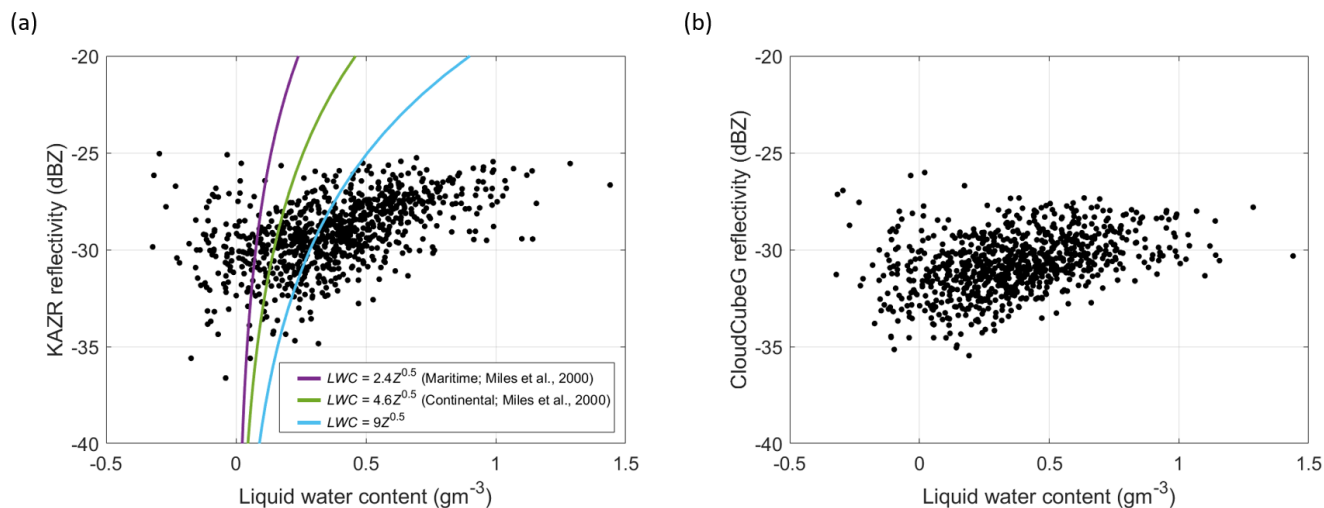 (a)
-20
-25
-30
-35
-40
KAZR reflectivity (dBZ)
LWC = 2.4Z^0.5 (Maritime; Miles et al., 2000)
LWC = 4.6Z^0.5 (Continental; Miles et al., 2000)
LWC = 9Z^0.5
-0.5 0 0.5 1 1.5
Liquid water content (gm^-3)
(b)
-20
-25
-30
-35
-40
CloudCubeG reflectivity (dBZ)
-0.5 0 0.5 1 1.5
Liquid water content (gm^-3)